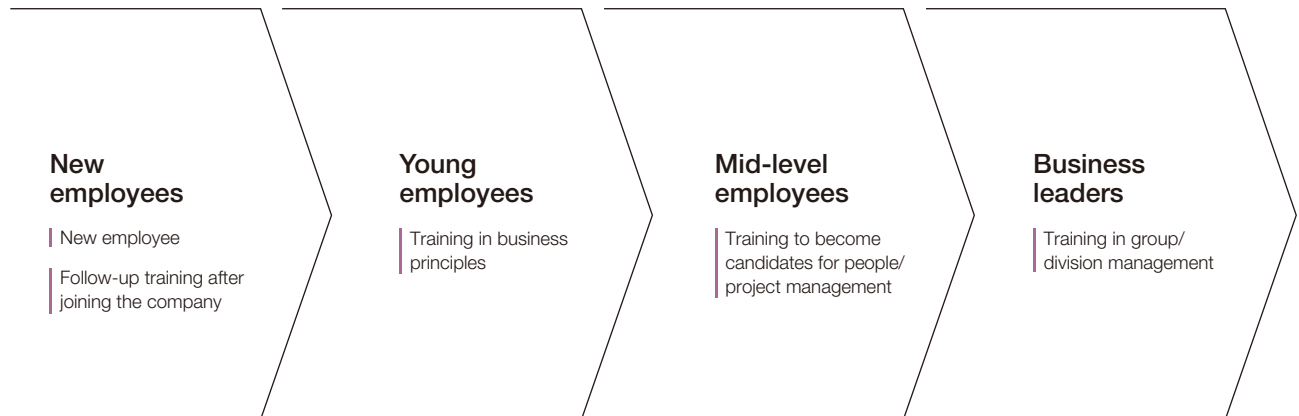 New
employees
New employee
Follow-up training after
joining the company
Young
employees
Training in business
principles
Mid-level
employees
Training to become
candidates for people/
project management
Business
leaders
Training in group/
division management